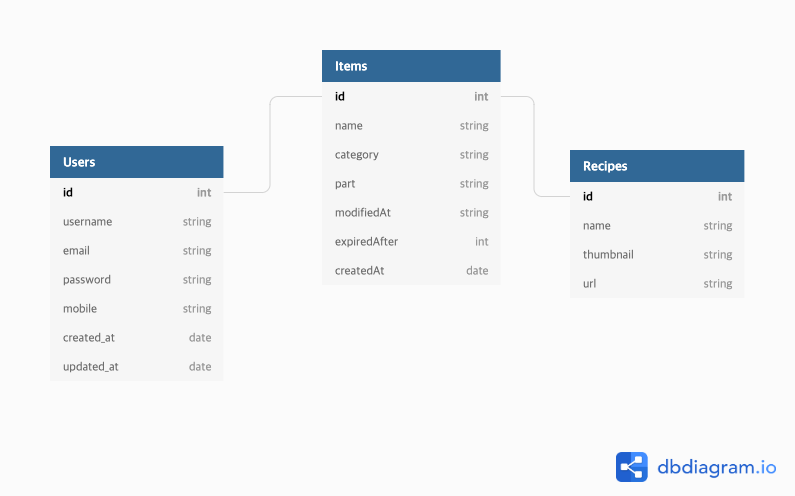 Users
id int
username string
email string
password string
mobile string
created_at date
updated_at date
Items
id int
name string
category string
part string
modifiedAt string
expiredAfter int
createdAt date
Recipes
id int
name string
thumbnail string
url string
dbdiagram.io